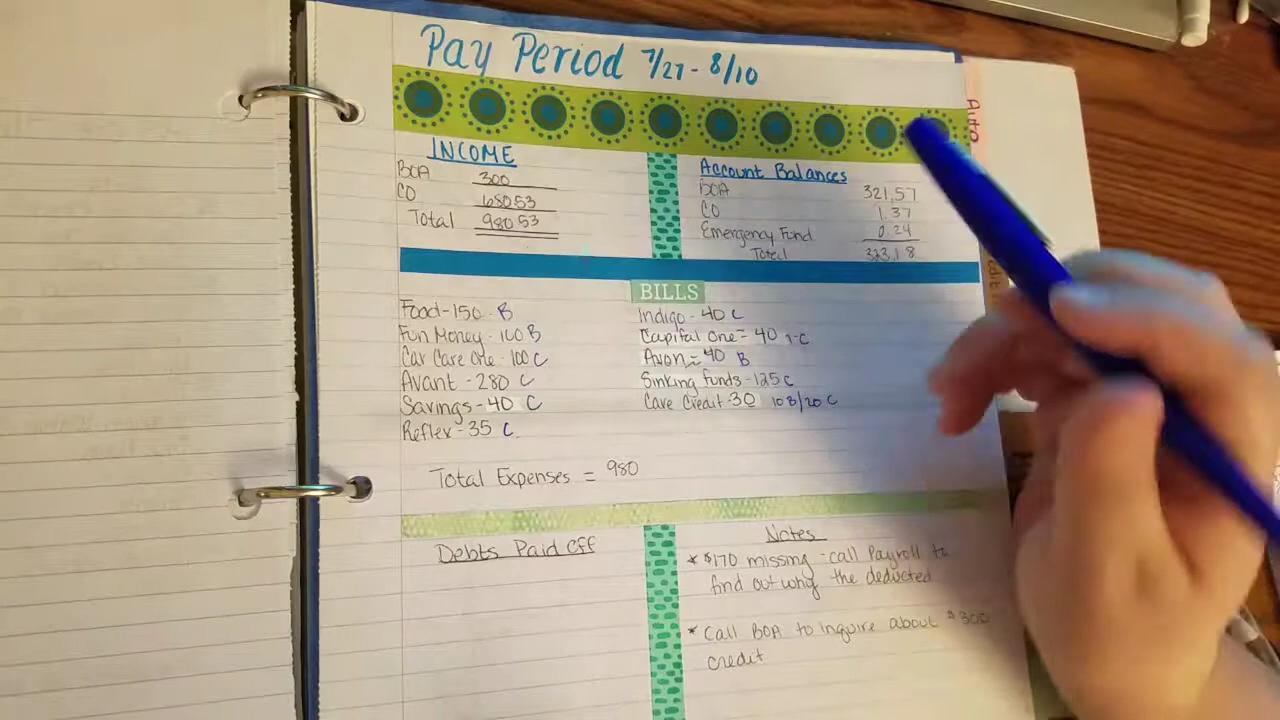 Pay Period 7/27 - 8/10
INCOME
BOA 300
CO 680.53
Total 980.53
Account Balances
BOA 321.57
CO 1.37
Emergency Fund 0.24
Total 323.18
BILLS
Food-150 B
Fun Money - 100 B
Car Care One - 100 C
Avant - 280 C
Savings - 40 C
Reflex - 35 C
Indigo - 40 C
Capital One = 40 C
Avon = 40 B
Sinking funds - 125 C
Care Credit - 30 C
Total Expenses = 980
Debts Paid Off
Notes
* $170 missing - call Payroll to
find out why the deducted
* Call BOA to inquire about $300
credit
Auto